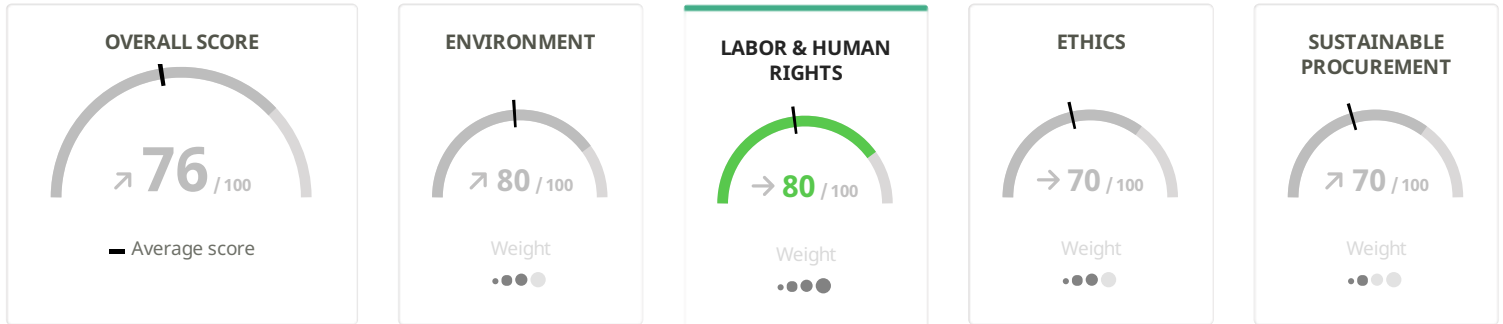 OVERALL SCORE
76 / 100
Average score
ENVIRONMENT
80 / 100
Weight
LABOR & HUMAN
RIGHTS
80 / 100
Weight
ETHICS
70 / 100
Weight
SUSTAINABLE
PROCUREMENT
70 / 100
Weight